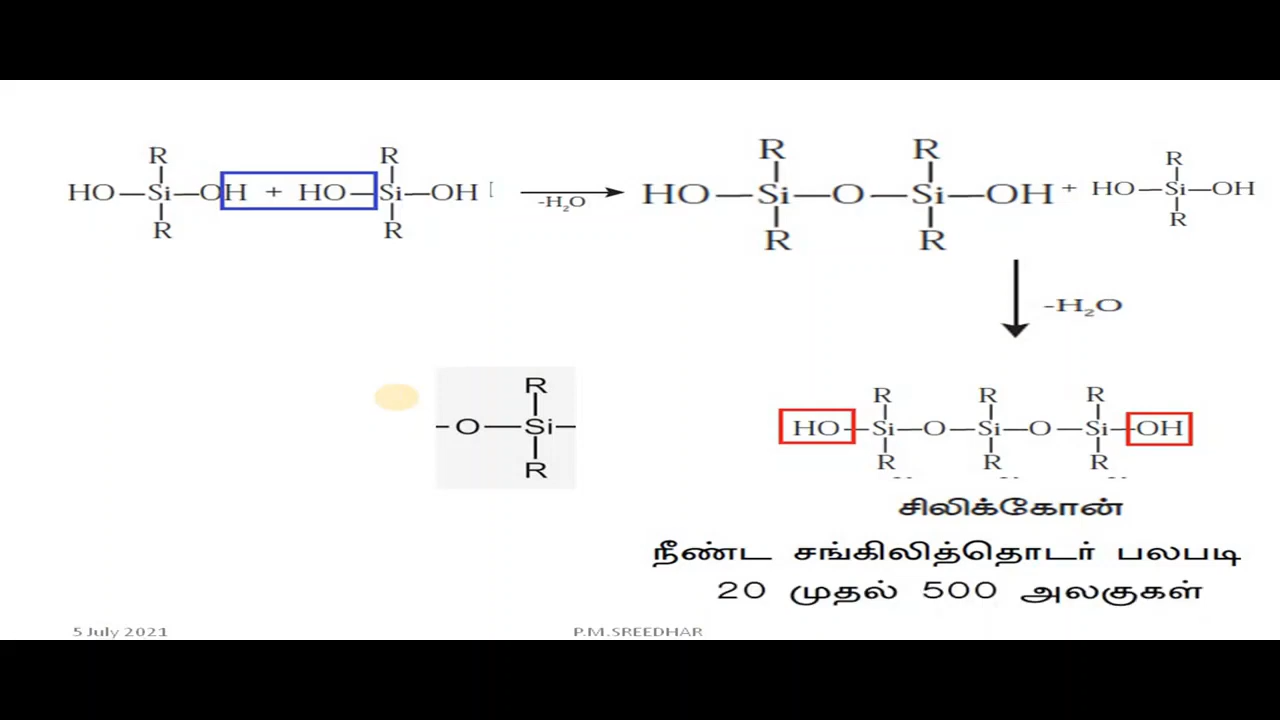 R R R R R
HO—Si—OH + HO—Si—OH [ -H₂O HO—Si—O—Si—OH + HO—Si—OH
R R R R R
-H₂O
R R R R
-O—Si- HO—Si—O—Si—O—Si—OH
R R R R
சிலிக்கோன்
நீண்ட சங்கிலித்தொடர் பலபடி
20 முதல் 500 அலகுகள்
5 July 2021 P.M.SREEDHAR